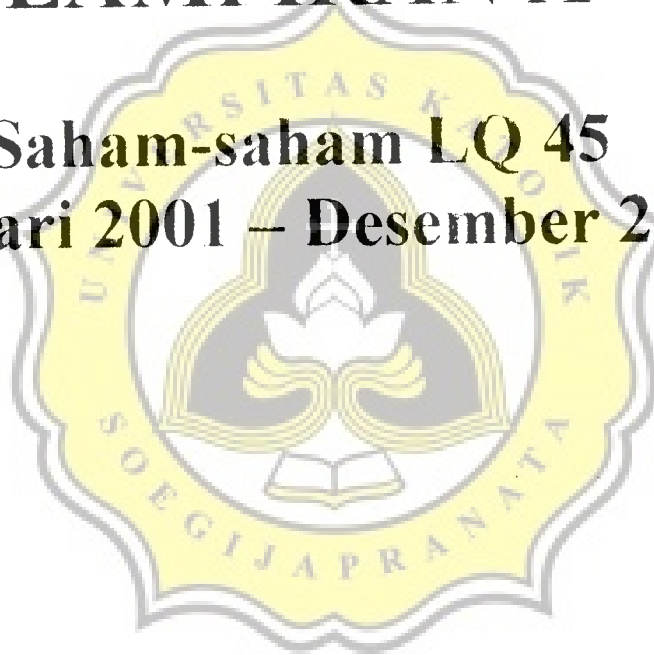 Saham-saham LQ 45
ari 2001 – Desember 2
UNIVERSITAS KATOLIK
SOEGIJAPRANATA